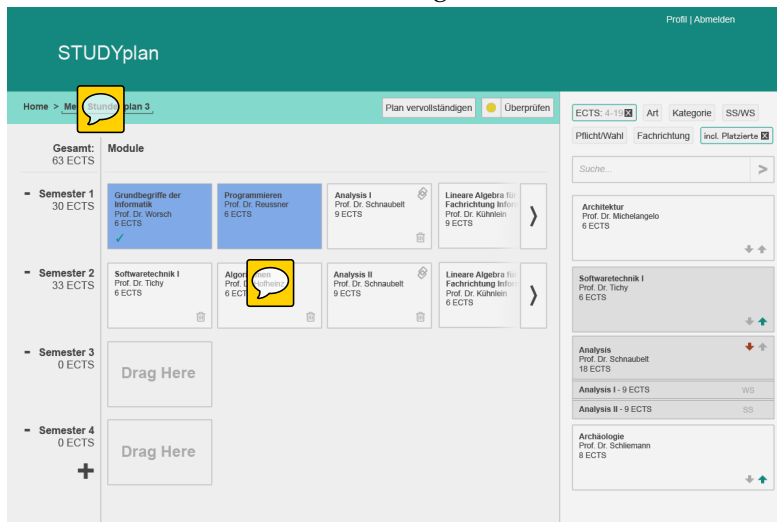 Profil | Abmelden
STUDYplan
Home > Me Stundenplan 3
Plan vervollständigen
Überprüfen
Gesamt:
63 ECTS
Module
- Semester 1
30 ECTS
Grundbegriffe der
Informatik
Prof. Dr. Worsch
6 ECTS
Programmieren
Prof. Dr. Reussner
6 ECTS
Analysis I
Prof. Dr. Schnaubelt
9 ECTS
Lineare Algebra für
Fachrichtung Inform
Prof. Dr. Kühnlein
9 ECTS
- Semester 2
33 ECTS
Softwaretechnik I
Prof. Dr. Tichy
6 ECTS
Algorithmen
Prof. Hofheinz
6 ECT
Analysis II
Prof. Dr. Schnaubelt
9 ECTS
Lineare Algebra für
Fachrichtung Inform
Prof. Dr. Kühnlein
6 ECTS
- Semester 3
0 ECTS
Drag Here
- Semester 4
0 ECTS
Drag Here
+
ECTS: 4-19 Art Kategorie SS/WS
Pflicht/Wahl Fachrichtung incl. Platzierte
Suche...
Architektur
Prof. Dr. Michelangelo
6 ECTS
Softwaretechnik I
Prof. Dr. Tichy
6 ECTS
Analysis
Prof. Dr. Schnaubelt
18 ECTS
Analysis I - 9 ECTS WS
Analysis II - 9 ECTS SS
Archäologie
Prof. Dr. Schliemann
8 ECTS